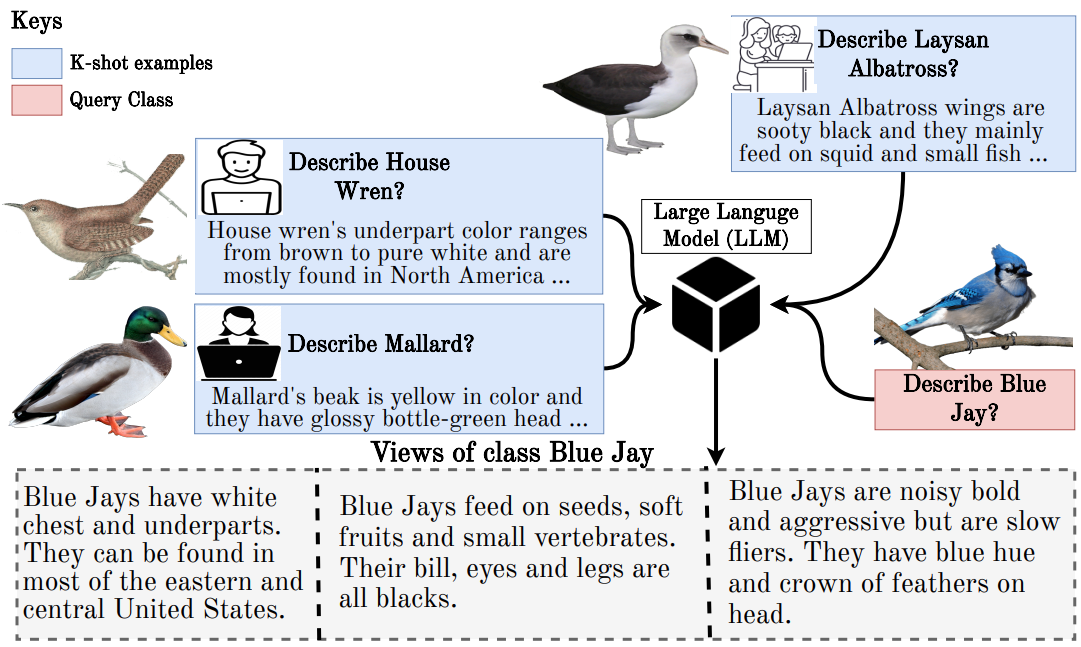 Keys
K-shot examples
Query Class
Describe Laysan
Albatross?
Laysan Albatross wings are
sooty black and they mainly
feed on squid and small fish ...
Describe House
Wren?
House wren's underpart color ranges
from brown to pure white and are
mostly found in North America ...
Large Languge
Model (LLM)
Describe Mallard?
Mallard's beak is yellow in color and
they have glossy bottle-green head ...
Describe Blue
Jay?
Views of class Blue Jay
Blue Jays have white
chest and underparts.
They can be found in
most of the eastern and
central United States.
Blue Jays feed on seeds, soft
fruits and small vertebrates.
Their bill, eyes and legs are
all blacks.
Blue Jays are noisy bold
and aggressive but are slow
fliers. They have blue hue
and crown of feathers on
head.